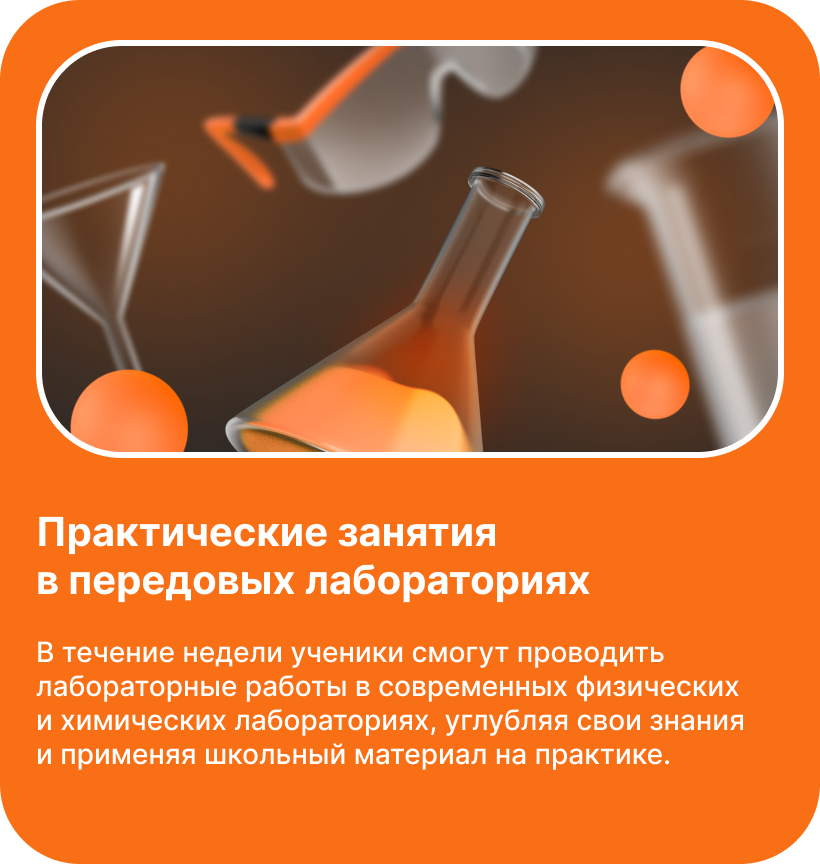 Практические занятия
в передовых лабораториях
В течение недели ученики смогут проводить
лабораторные работы в современных физических
и химических лабораториях, углубляя свои знания
и применяя школьный материал на практике.